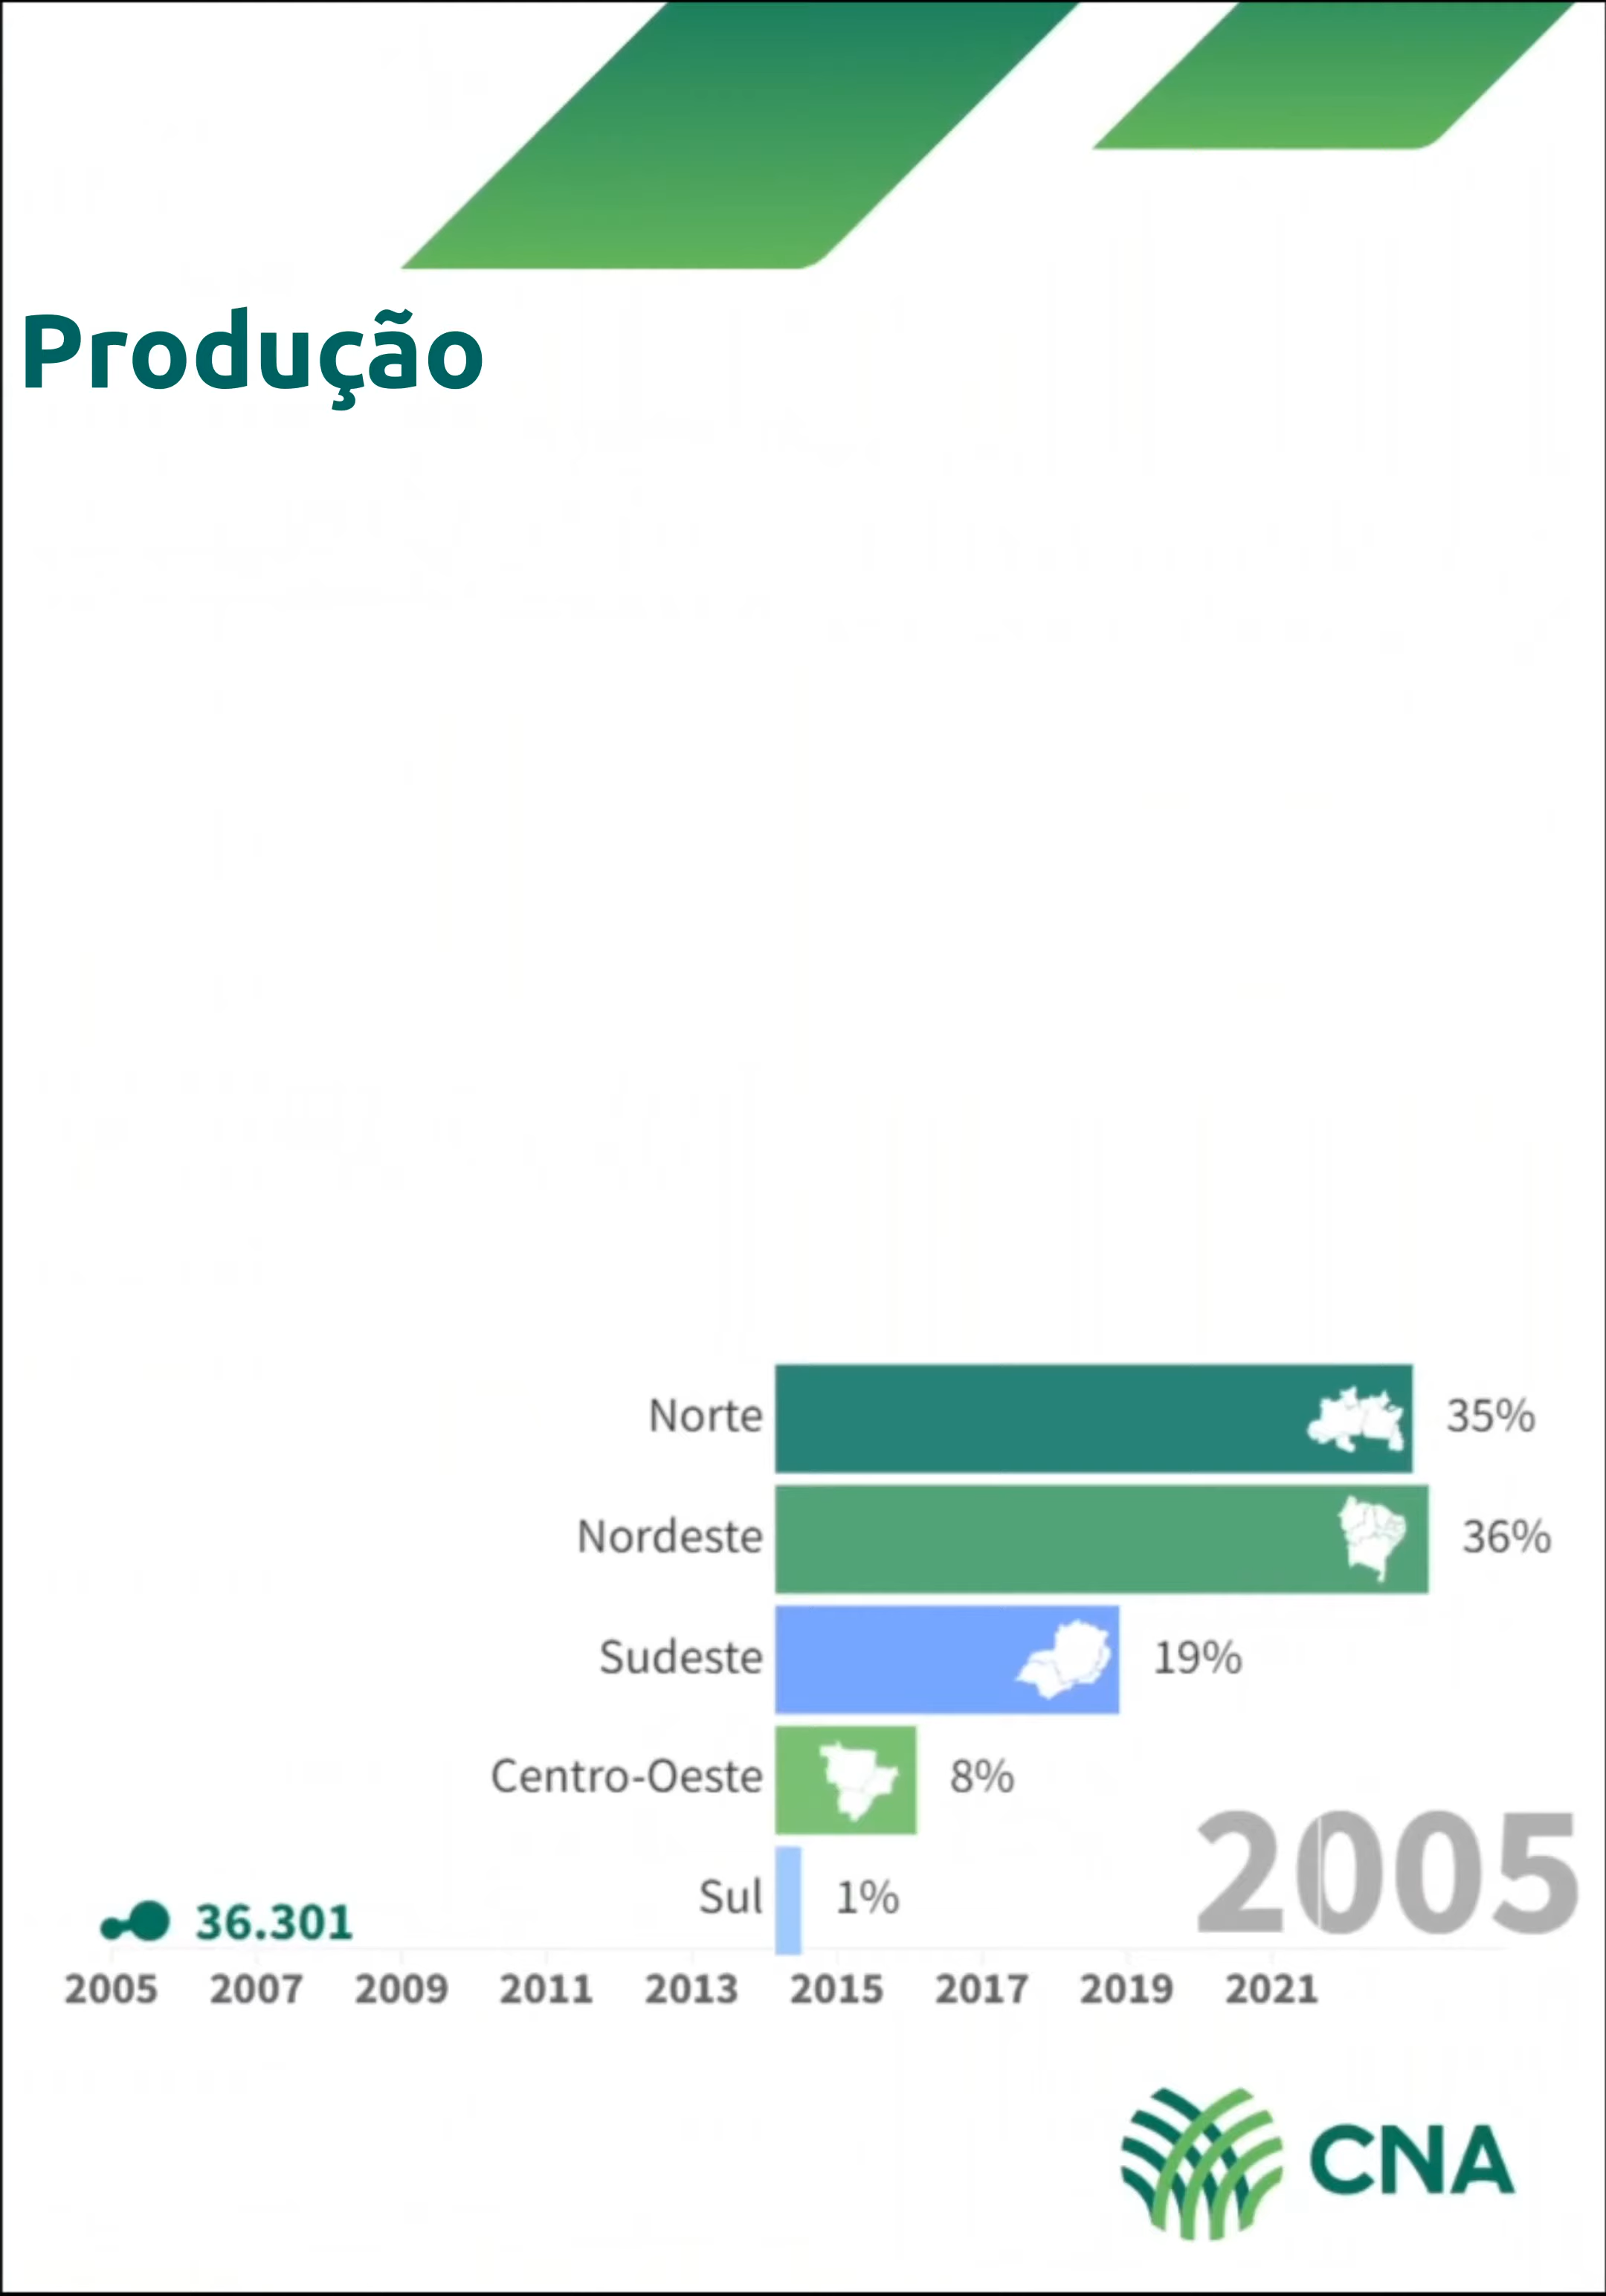 Produção
Norte 35%
Nordeste 36%
Sudeste 19%
Centro-Oeste 8%
Sul 1%
2005
36.301
2005 2007 2009 2011 2013 2015 2017 2019 2021
CNA